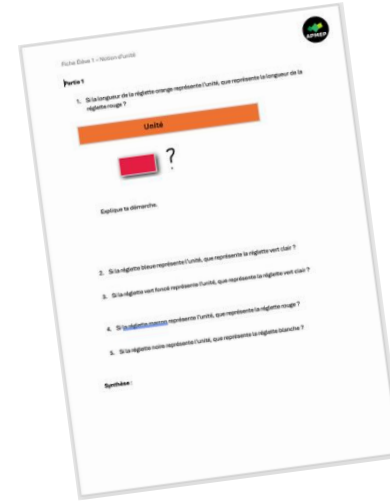 APMEP
Fiche Élève 1 – Notion d'unité
Partie 1
1. Si la longueur de la réglette orange représente l'unité, que représente la longueur de la
réglette rouge ?
Unité
?
Explique ta démarche.
2. Si la réglette bleue représente l'unité, que représente la réglette vert clair ?
3. Si la réglette vert foncé représente l'unité, que représente la réglette vert clair ?
4. Si la réglette marron représente l'unité, que représente la réglette rouge ?
5. Si la réglette noire représente l'unité, que représente la réglette blanche ?
Synthèse :